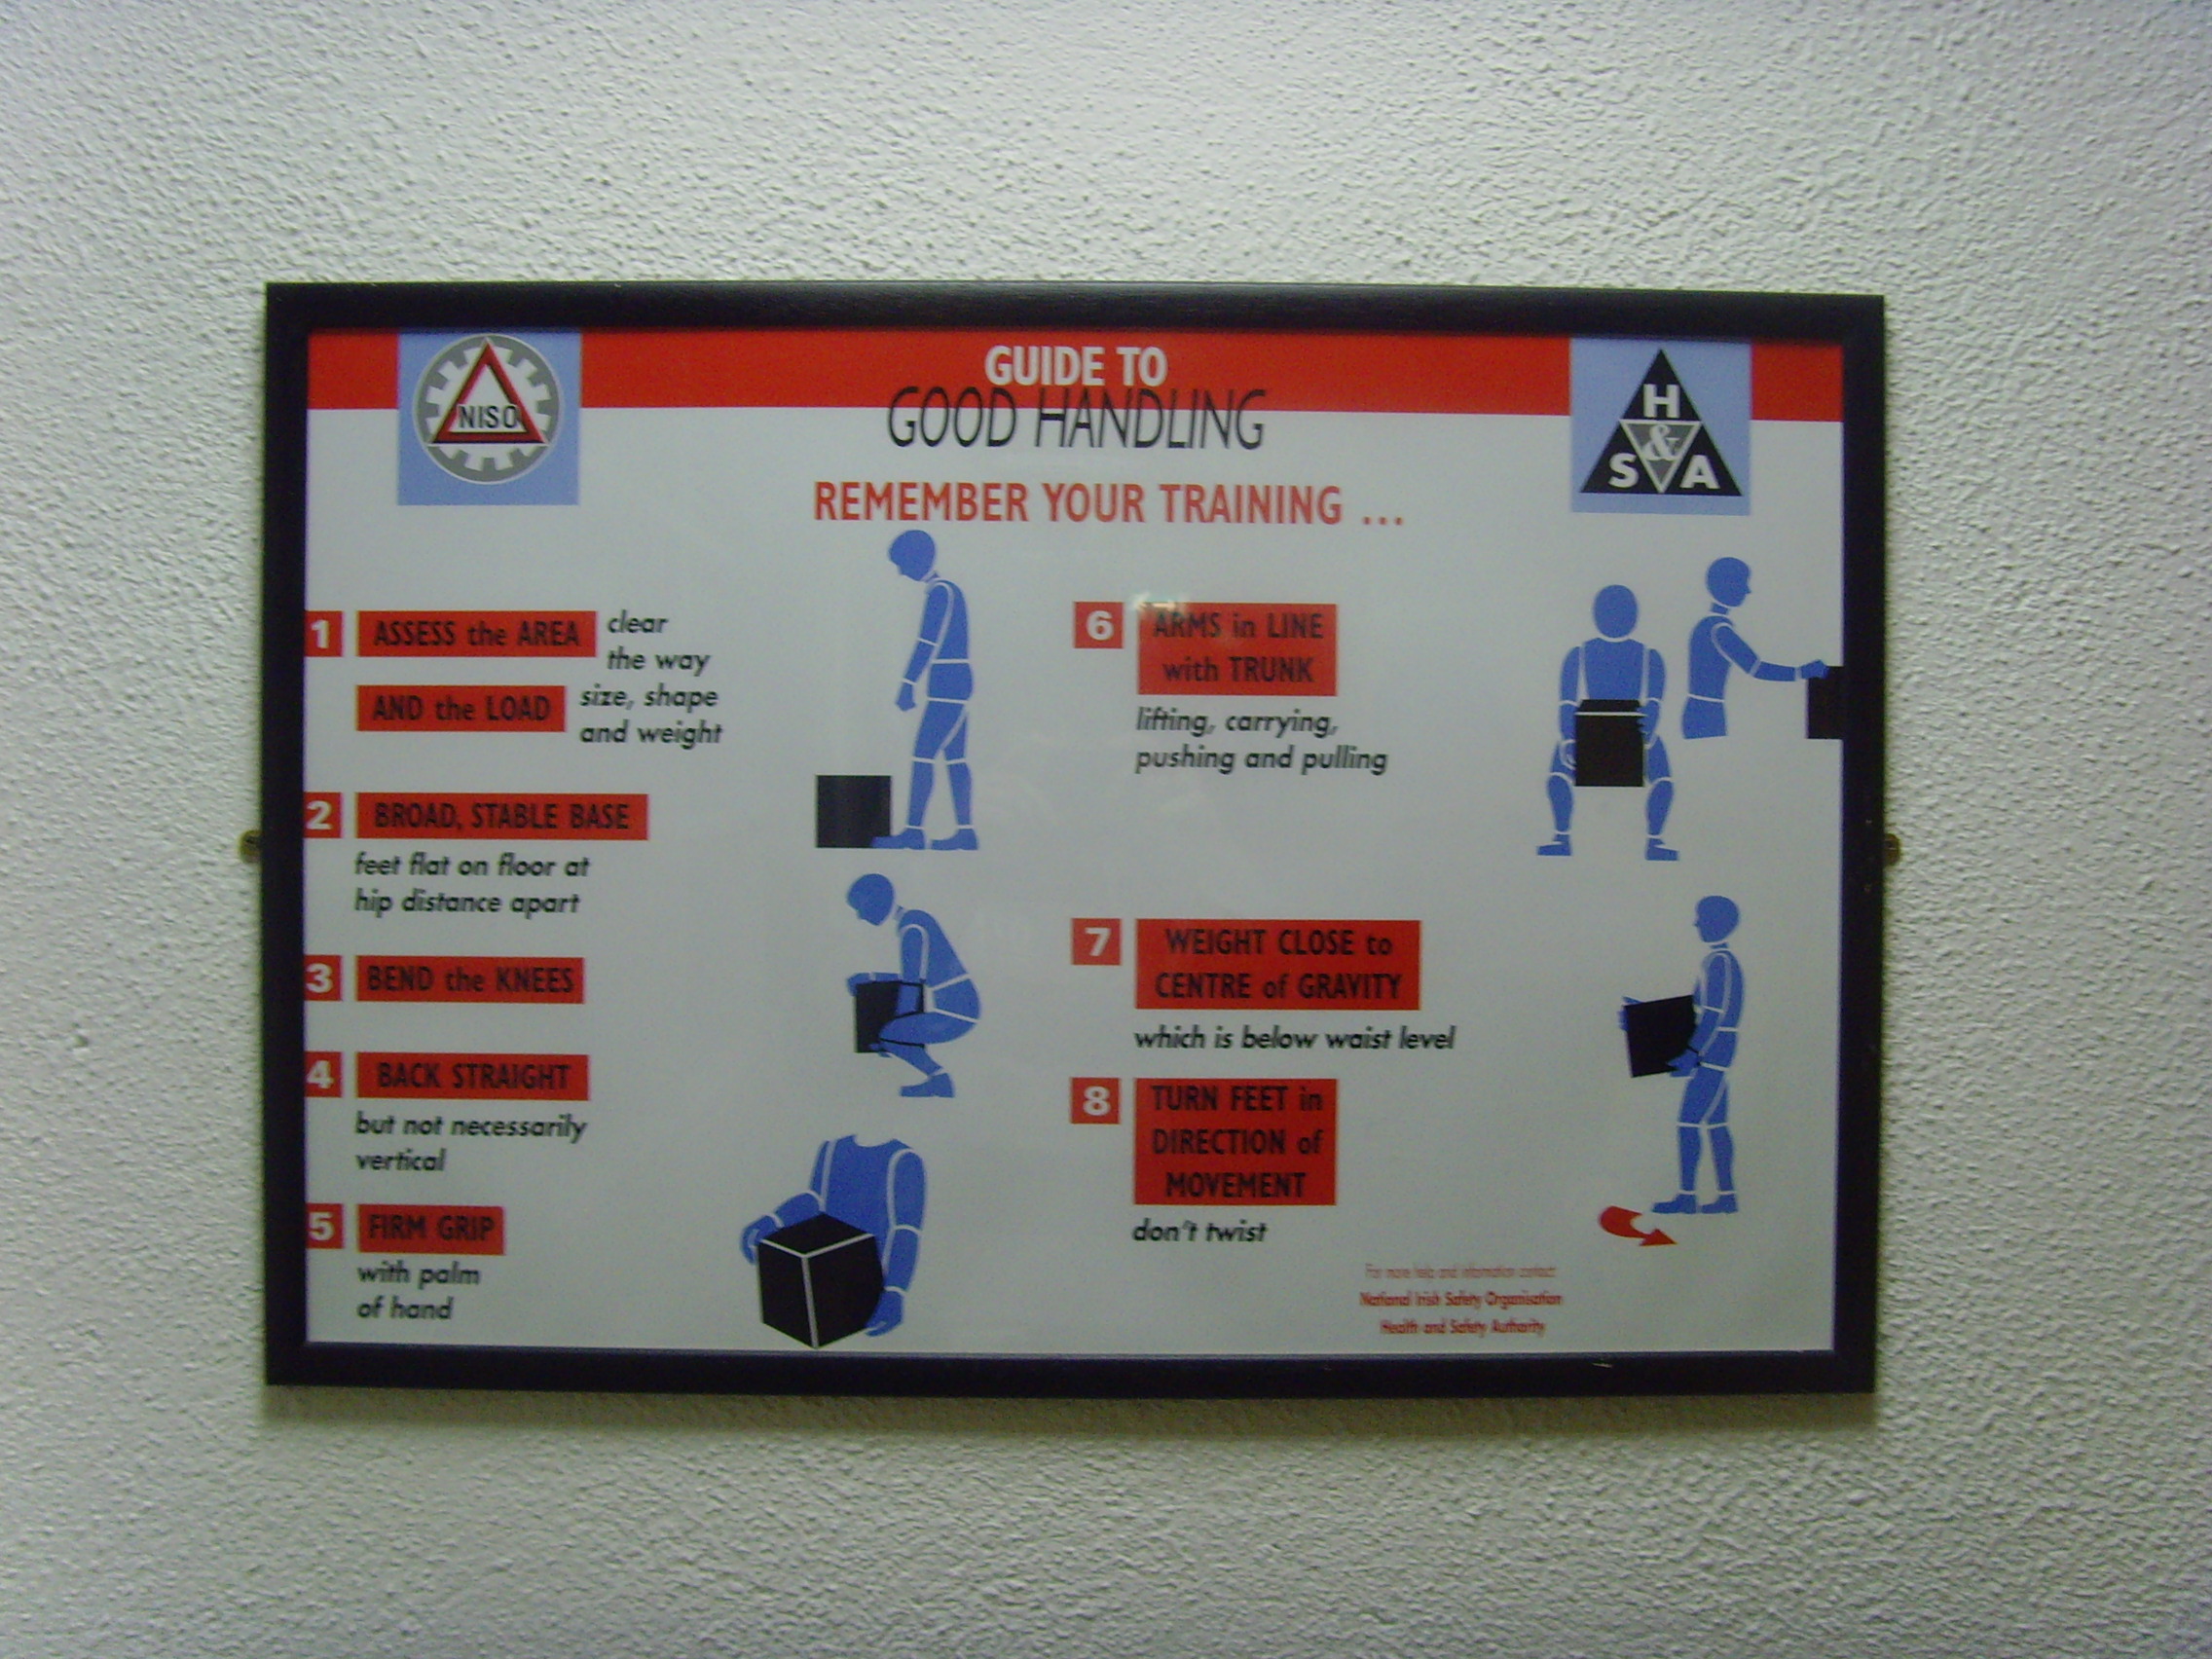 NISO
GUIDE TO
GOOD HANDLING
H
&
S A
REMEMBER YOUR TRAINING ...
1 ASSESS the AREA clear
the way
AND the LOAD size, shape
and weight
2 BROAD, STABLE BASE
feet flat on floor at
hip distance apart
3 BEND the KNEES
4 BACK STRAIGHT
but not necessarily
vertical
5 FIRM GRIP
with palm
of hand
6 ARMS in LINE
with TRUNK
lifting, carrying,
pushing and pulling
7 WEIGHT CLOSE to
CENTRE of GRAVITY
which is below waist level
8 TURN FEET in
DIRECTION of
MOVEMENT
don't twist
For more help and information contact:
National Irish Safety Organisation
Health and Safety Authority